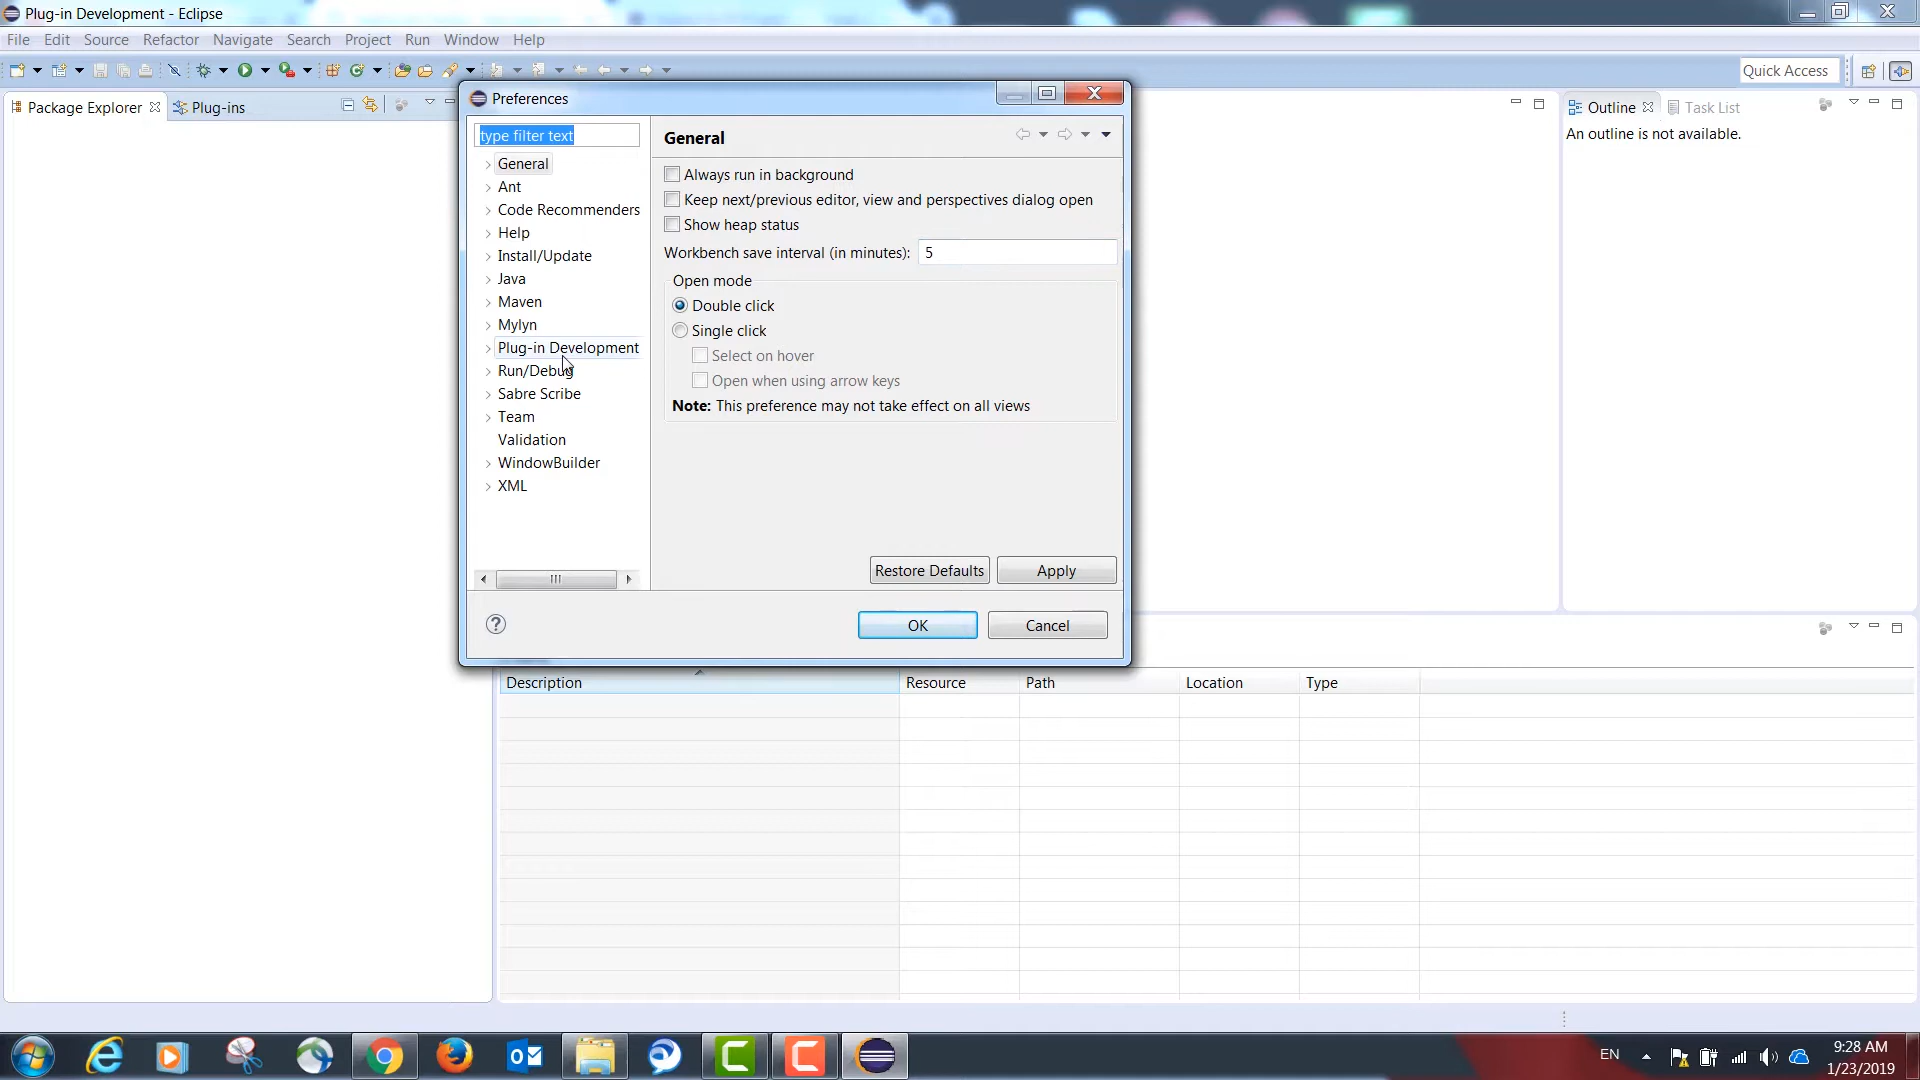 Plug-in Development - Eclipse
File Edit Source Refactor Navigate Search Project Run Window Help
Quick Access
Package Explorer Plug-ins
Outline Task List
An outline is not available.
Preferences
type filter text
General
Ant
Code Recommenders
Help
Install/Update
Java
Maven
Mylyn
Plug-in Development
Run/Debug
Sabre Scribe
Team
Validation
WindowBuilder
XML
General
Always run in background
Keep next/previous editor, view and perspectives dialog open
Show heap status
Workbench save interval (in minutes): 5
Open mode
Double click
Single click
Select on hover
Open when using arrow keys
Note: This preference may not take effect on all views
Restore Defaults Apply
OK Cancel
Description Resource Path Location Type
EN
9:28 AM
1/23/2019